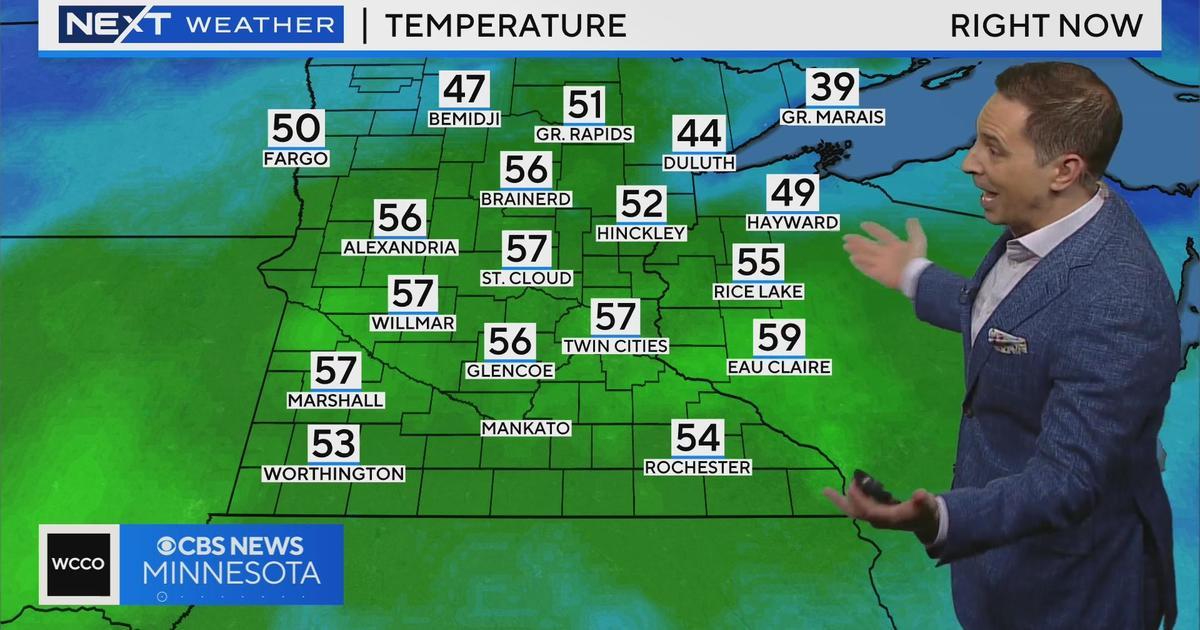 NEXT WEATHER | TEMPERATURE
RIGHT NOW
47
BEMIDJI
51
GR. RAPIDS
39
GR. MARAIS
50
FARGO
44
DULUTH
56
BRAINERD
52
HINCKLEY
49
HAYWARD
56
ALEXANDRIA
57
ST. CLOUD
55
RICE LAKE
57
WILLMAR
57
TWIN CITIES
56
GLENCOE
59
EAU CLAIRE
57
MARSHALL
MANKATO
53
WORTHINGTON
54
ROCHESTER
WCCO
CBS NEWS
MINNESOTA